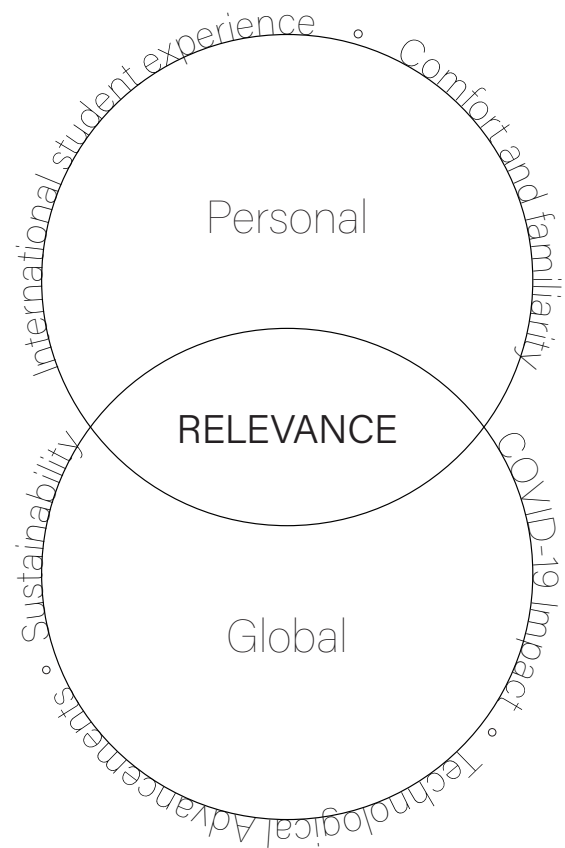 International student experience ◦ Comfort and familiarity
Personal
RELEVANCE
Global
COVID-19 Impact ◦ Technological Advancements ◦ Sustainability